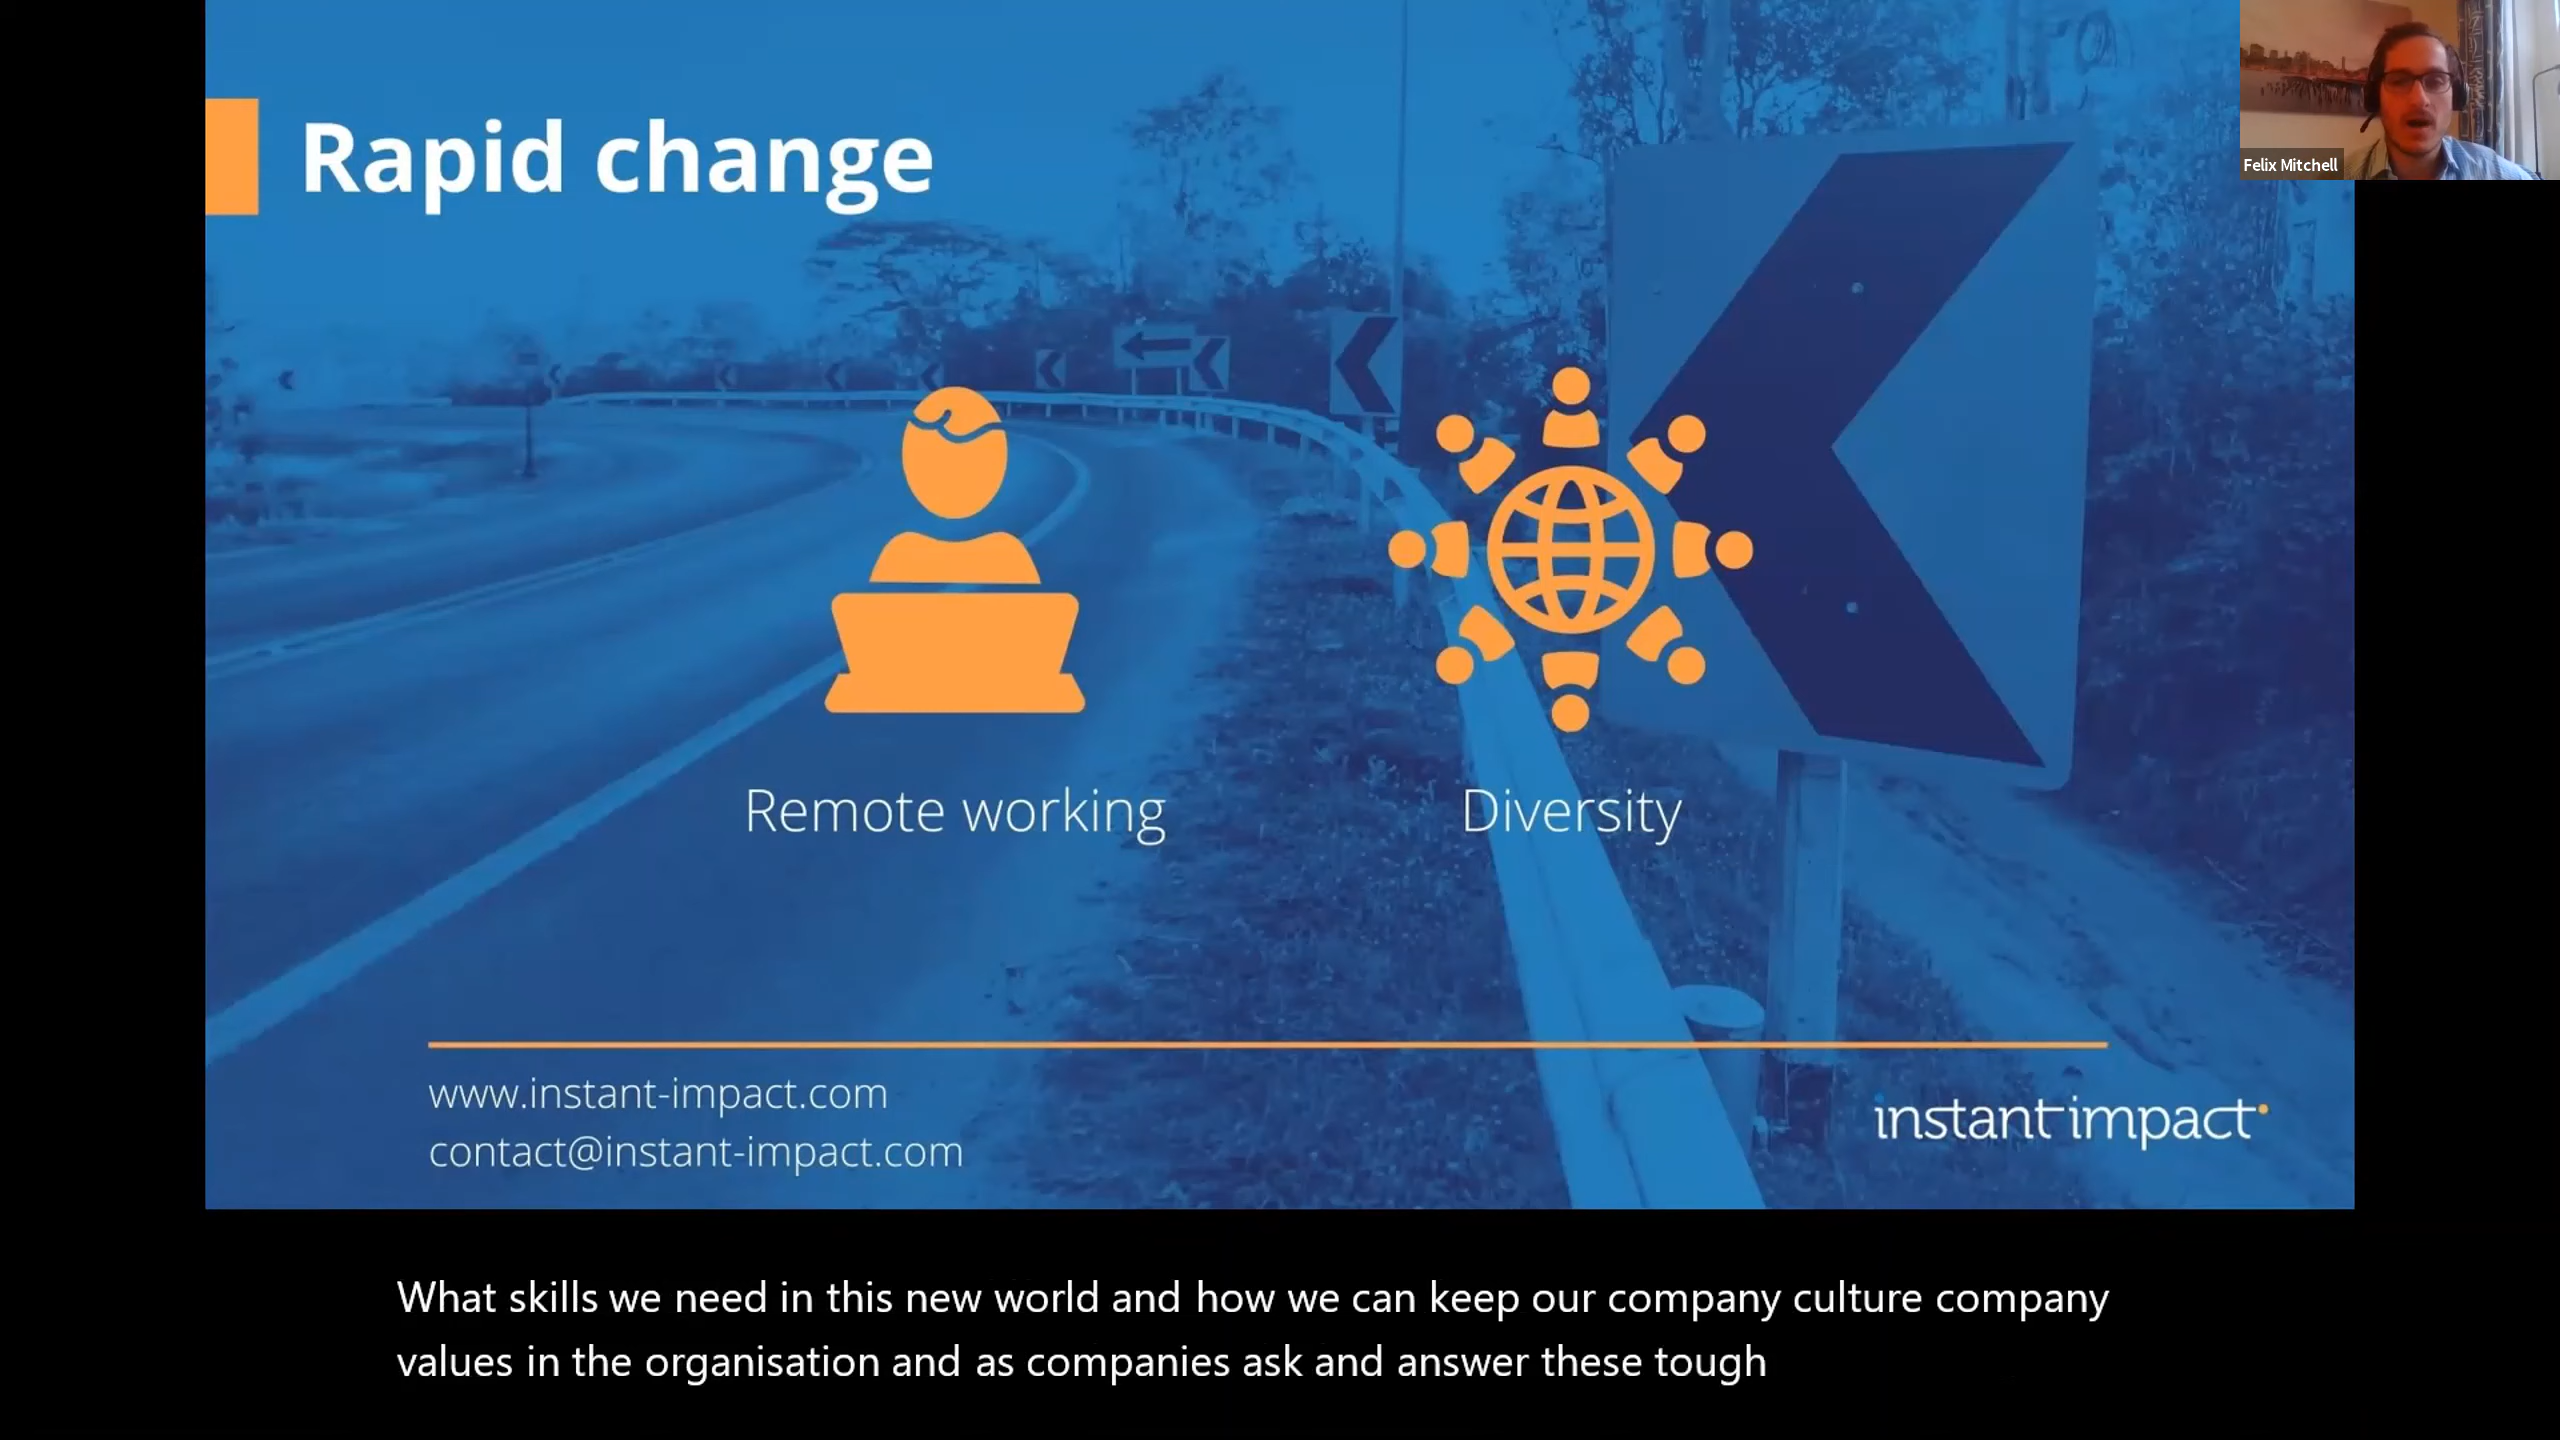 Rapid change
Felix Mitchell
Remote working
Diversity
www.instant-impact.com
contact@instant-impact.com
instant impact
What skills we need in this new world and how we can keep our company culture company
values in the organisation and as companies ask and answer these tough